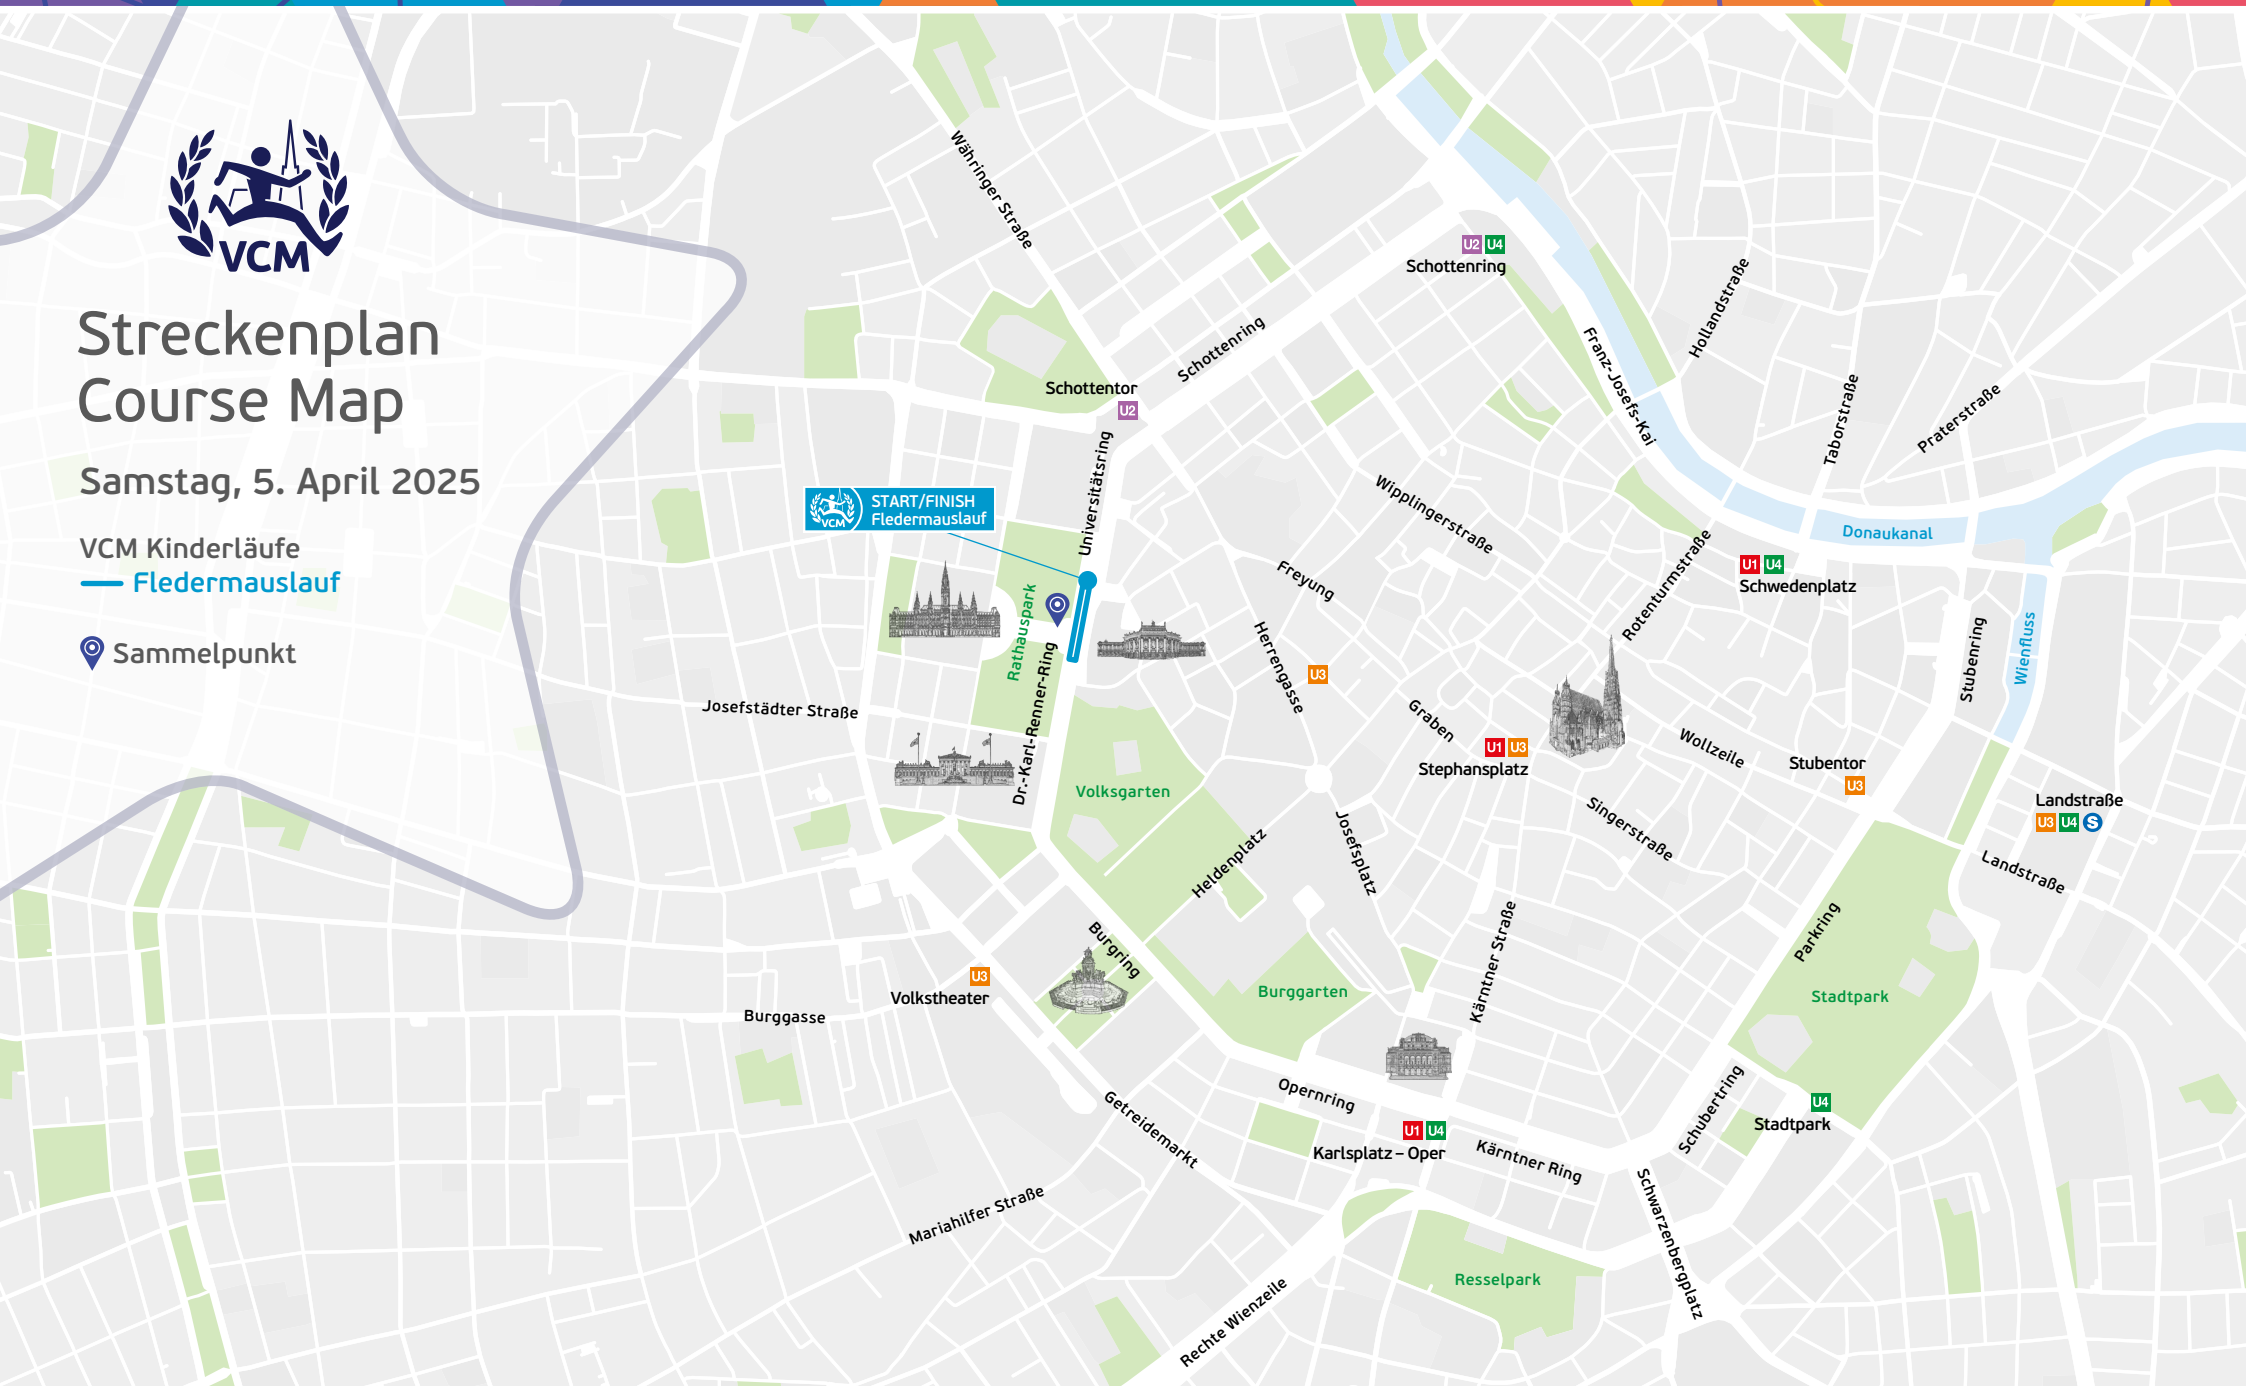 VCM
Streckenplan
Course Map
Samstag, 5. April 2025
VCM Kinderläufe
Fledermauslauf
Sammelpunkt
Währinger Straße
U2 U4
Schottenring
Schottenring
Schottentor
U2
Universitätsring
VCM
START/FINISH
Fledermauslauf
Rathauspark
Dr.-Karl-Renner-Ring
Josefstädter Straße
Volksgarten
Heldenplatz
Burgring
U3
Volkstheater
Burggasse
Burggarten
Getreidemarkt
Mariahilfer Straße
Rechte Wienzeile
Opernring
U1 U4
Karlsplatz – Oper
Kärntner Ring
Kärntner Straße
Resselpark
Schwarzenbergplatz
Schubertring
U4
Stadtpark
Stadtpark
Parkring
Franz-Josefs-Kai
Hollandstraße
Taborstraße
Praterstraße
Donaukanal
Wipplingerstraße
Freyung
Herrengasse
U3
Graben
U1 U3
Stephansplatz
Josefsplatz
Rotenturmstraße
U1 U4
Schwedenplatz
Wollzeile
Singerstraße
Stubentor
U3
Stubenring
Wienfluss
Landstraße
U3 U4 S
Landstraße